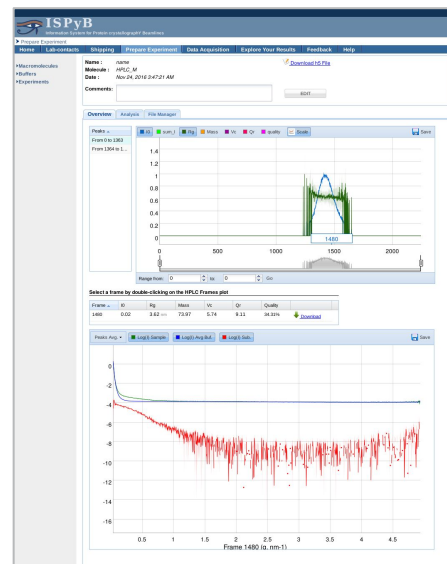 ISPyB
Information System for Protein crystallography Beamlines
Prepare Experiment
Home Lab-contacts Shipping Prepare Experiment Data Acquisition Explore Your Results Feedback Help
Macromolecules
Buffers
Experiments
Name : name
Download h5 File
Molecule : HPLC_M
Date : Nov 24, 2016 3:47:21 AM
Comments:
EDIT
Overview Analysis File Manager
Peaks
From 0 to 1363
From 1364 to 1...
I0 sum_I Rg Mass Vc Qr quality Scale Save
1.4
1.2
1
0.8
0.6
0.4
0.2
0
1480
0 500 1000 1500 2000
Range from: 0 to 0 Go
Select a frame by double-clicking on the HPLC Frames plot
Frame I0 Rg Mass Vc Qr Quality
1480 0.02 3.62 nm 73.97 5.74 9.11 34.31% Download
Peaks Avg. Log(I) Sample Log(I) Avg Buf. Log(I) Sub. Save
0
-2
-4
-6
-8
-10
-12
-14
-16
0.5 1 1.5 2 2.5 3 3.5 4 4.5
Frame 1480 (q, nm-1)